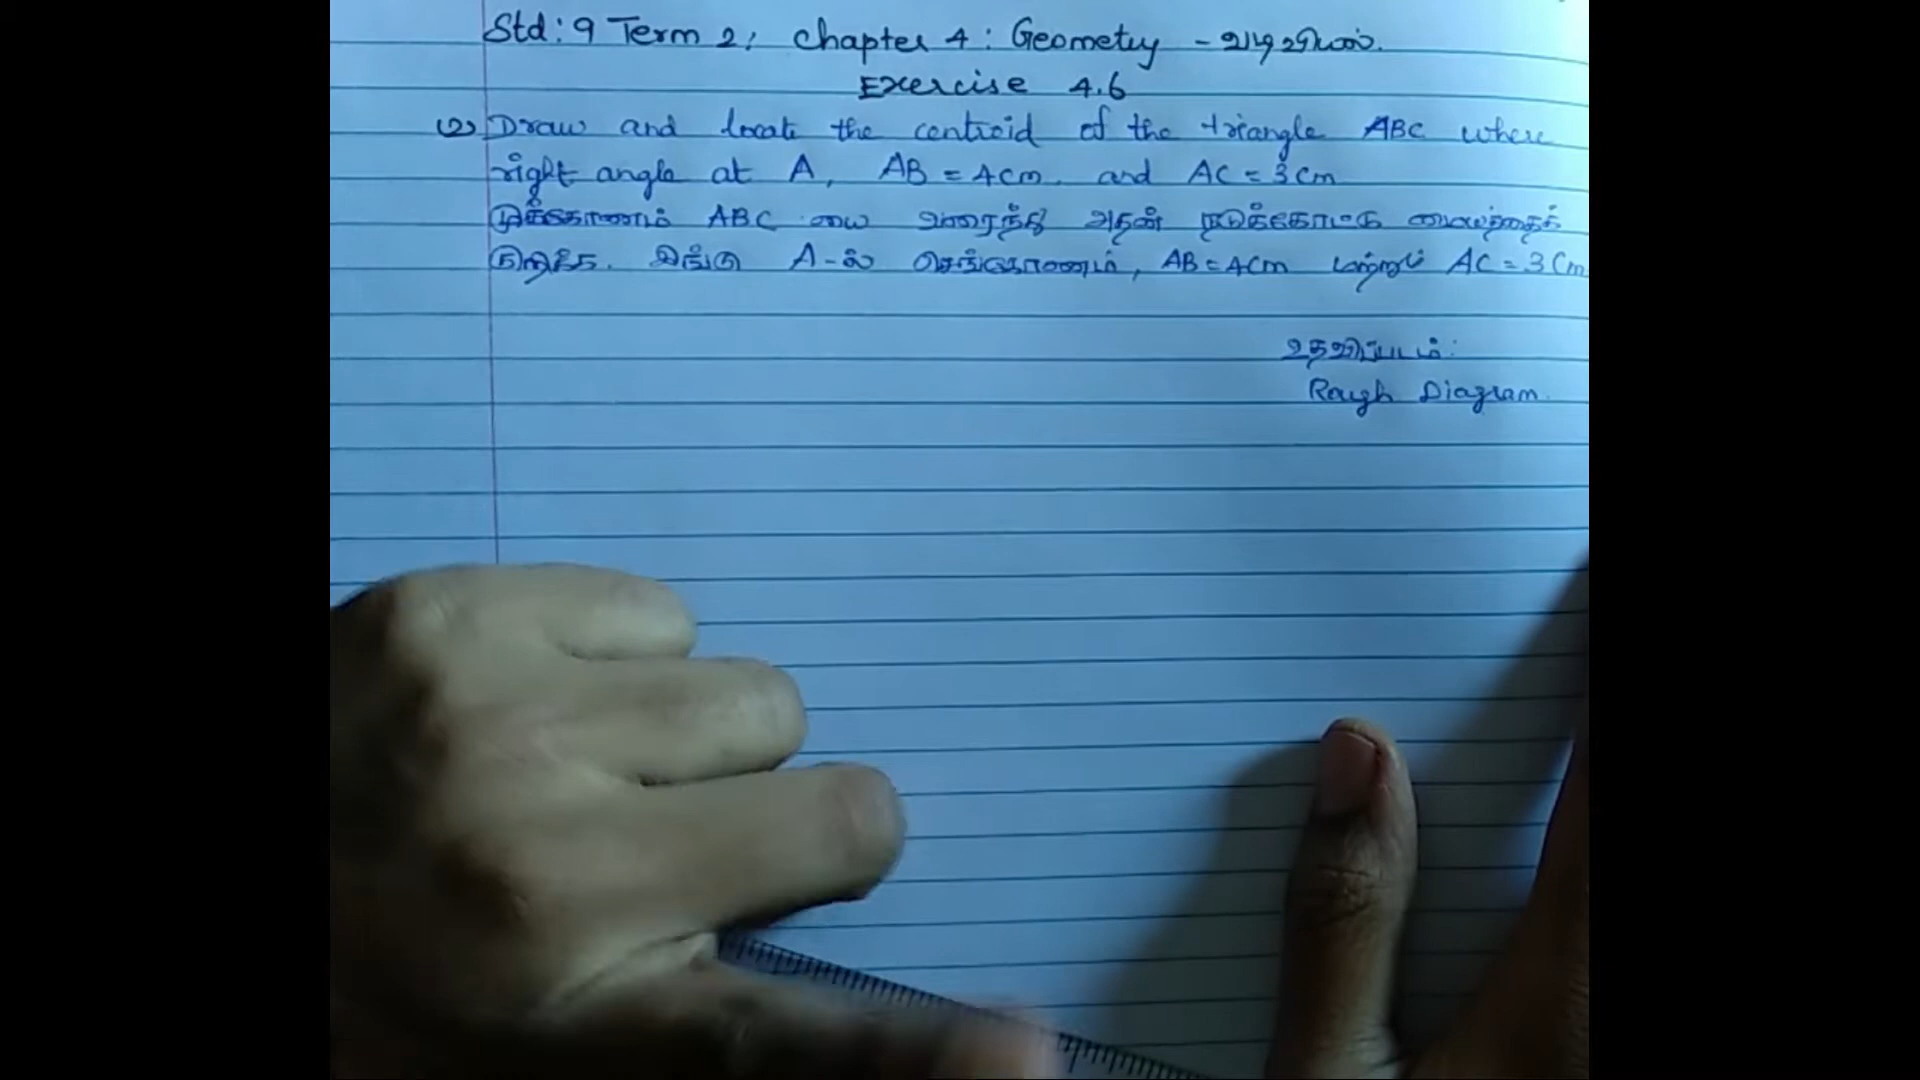 Std: 9 Term 2, Chapter 4: Geometry - வடிவியல்.
Exercise 4.6
(2) Draw and locate the centroid of the triangle ABC where
right angle at A, AB = 4cm. and AC = 3cm
முக்கோணம் ABC யை வரைந்து அதன் நடுக்கோட்டு மையத்தைக்
குறிக்க. இங்கு A-ல் செங்கோணம், AB = 4cm மற்றும் AC = 3cm
உதவிப்படம்:
Rough Diagram.